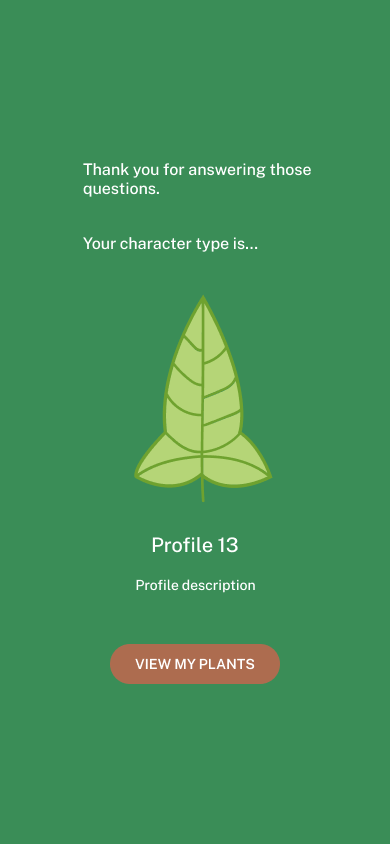 Thank you for answering those
questions.
Your character type is...
Profile 13
Profile description
VIEW MY PLANTS